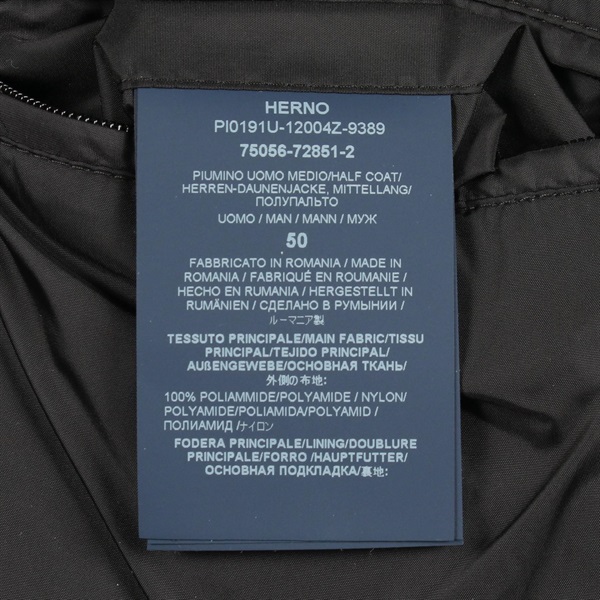 HERNO
PI0191U-12004Z-9389
75056-72851-2
PIUMINO UOMO MEDIO/HALF COAT/
HERREN-DAUNENJACKE, MITTELLANG/
ПОЛУПАЛЬТО
UOMO / MAN / MANN / МУЖ
50
FABBRICATO IN ROMANIA / MADE IN
ROMANIA / FABRIQUÉ EN ROUMANIE /
HECHO EN RUMANIA / HERGESTELLT IN
RUMÄNIEN / СДЕЛАНО В РУМЫНИИ /
ルーマニア製
TESSUTO PRINCIPALE/MAIN FABRIC/TISSU
PRINCIPAL/TEJIDO PRINCIPAL/
AUßENGEWEBE/ОСНОВНАЯ ТКАНЬ/
外側の布地:
100% POLIAMMIDE/POLYAMIDE / NYLON/
POLYAMIDE/POLIAMIDA/POLYAMID /
ПОЛИАМИД /ナイロン
FODERA PRINCIPALE/LINING/DOUBLURE
PRINCIPALE/FORRO /HAUPTFUTTER/
ОСНОВНАЯ ПОДКЛАДКА/裏地: